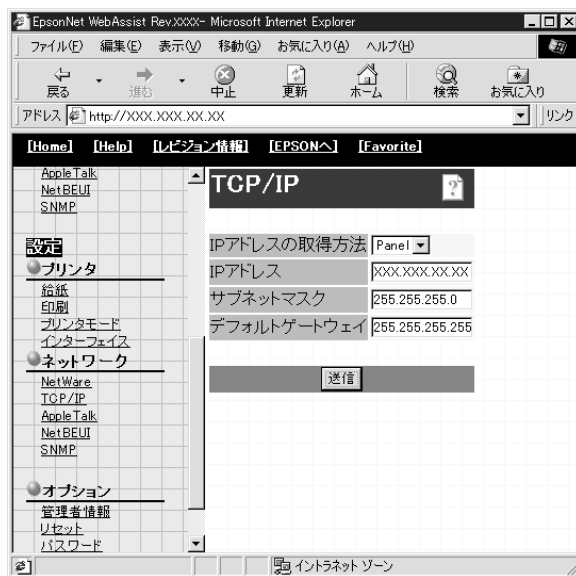 EpsonNet WebAssist Rev.XXXX- Microsoft Internet Explorer
ファイル(F) 編集(E) 表示(V) 移動(G) お気に入り(A) ヘルプ(H)
戻る 進む 中止 更新 ホーム 検索 お気に入り
アドレス http://XXX.XXX.XX.XX リンク
[Home] [Help] [レビジョン情報] [EPSONへ] [Favorite]
AppleTalk
NetBEUI
SNMP
設定
プリンタ
給紙
印刷
プリンタモード
インターフェイス
ネットワーク
NetWare
TCP/IP
AppleTalk
NetBEUI
SNMP
オプション
管理者情報
リセット
パスワード
TCP/IP
IPアドレスの取得方法 Panel
IPアドレス XXX.XXX.XX.XX
サブネットマスク 255.255.255.0
デフォルトゲートウェイ 255.255.255.255
送信
イントラネット ゾーン